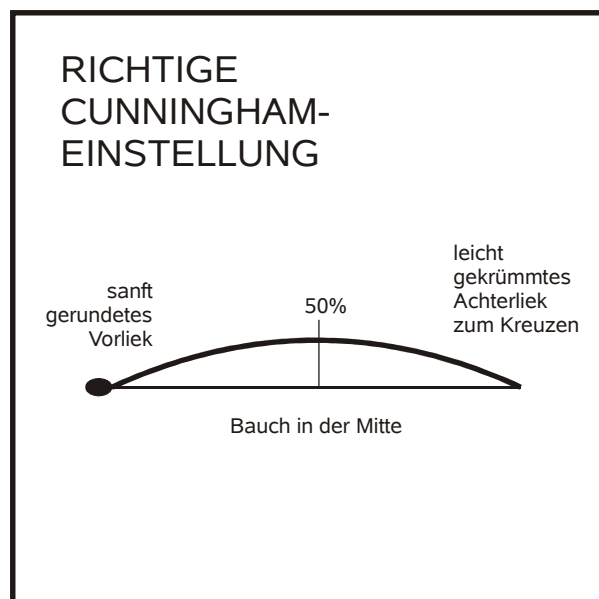 RICHTIGE
CUNNINGHAM-
EINSTELLUNG
sanft
gerundetes
Vorliek
50%
leicht
gekrümmtes
Achterliek
zum Kreuzen
Bauch in der Mitte